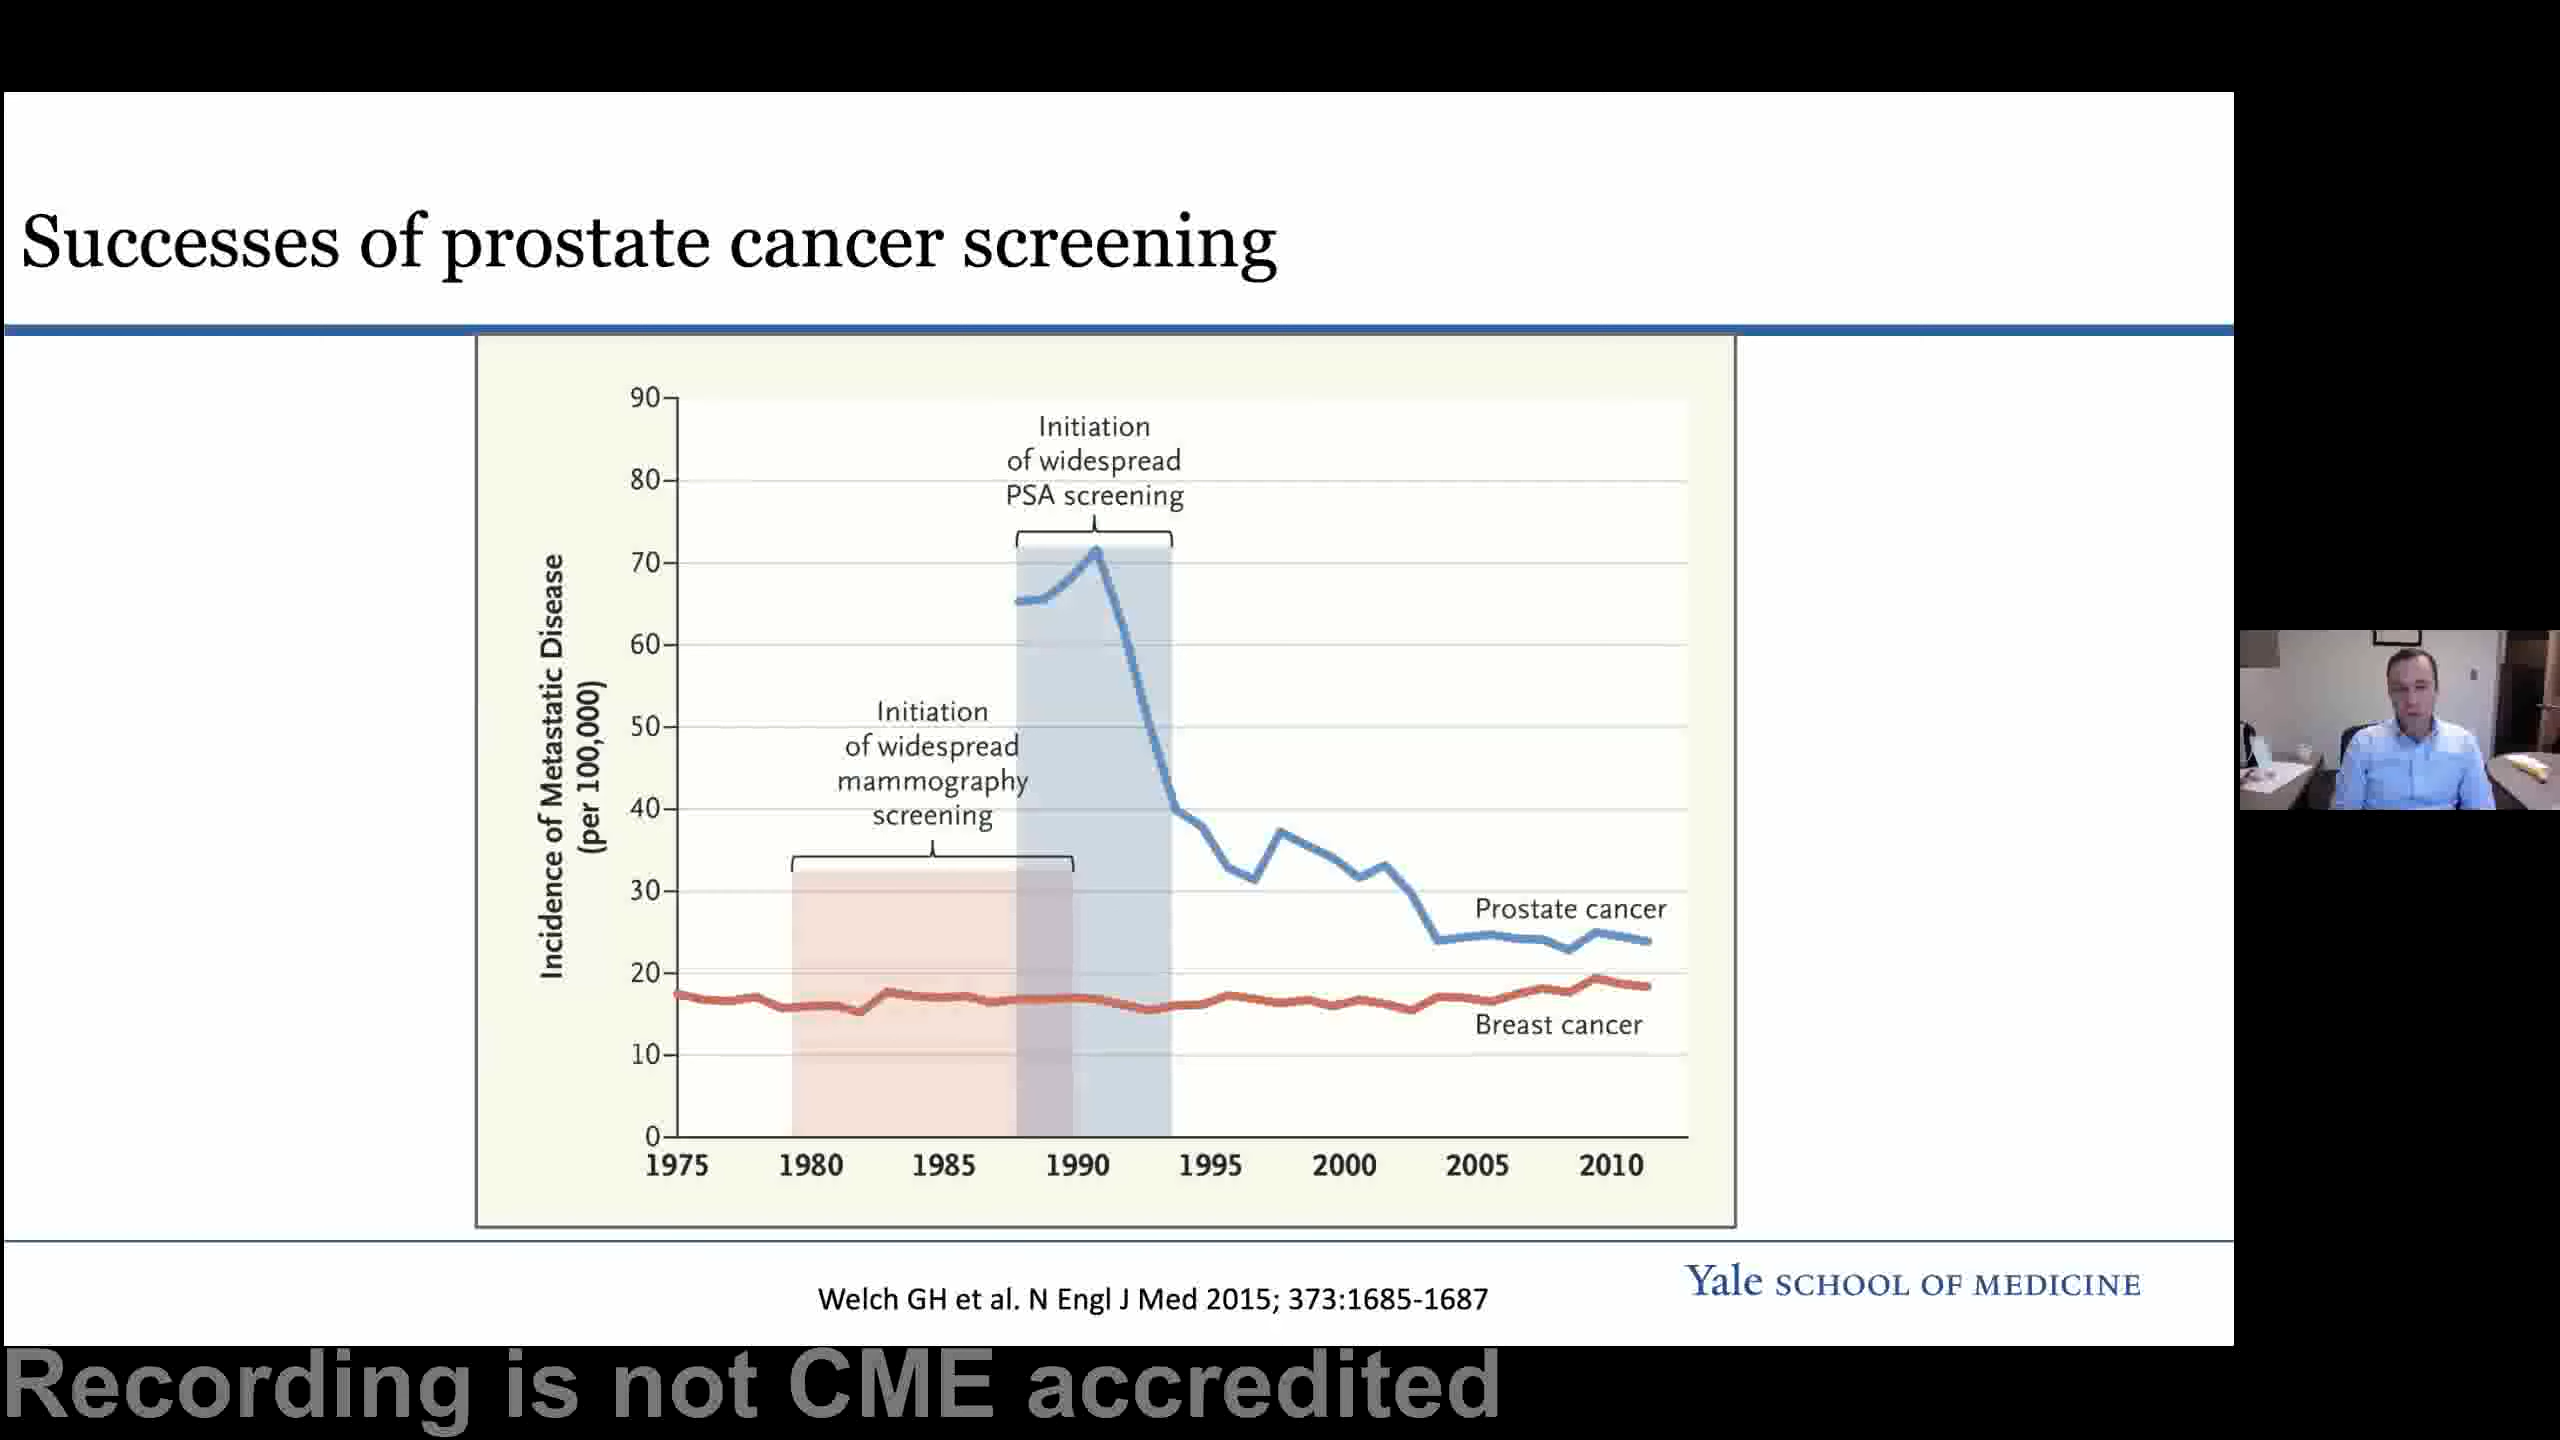 Successes of prostate cancer screening
90
80
70
60
50
40
30
20
10
0
Incidence of Metastatic Disease
(per 100,000)
Initiation
of widespread
PSA screening
Initiation
of widespread
mammography
screening
Prostate cancer
Breast cancer
1975 1980 1985 1990 1995 2000 2005 2010
Welch GH et al. N Engl J Med 2015; 373:1685-1687
Yale SCHOOL OF MEDICINE
Recording is not CME accredited